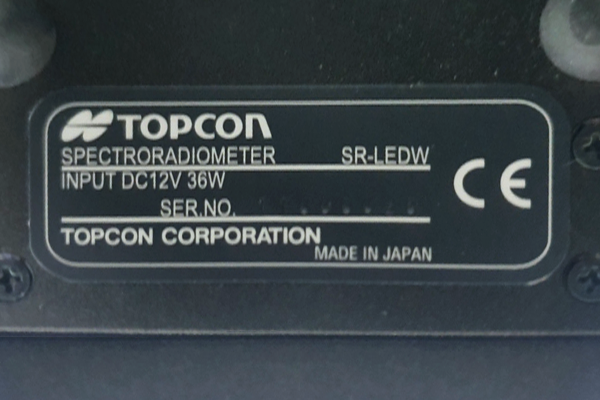 TOPCON
SPECTRORADIOMETER SR-LEDW
INPUT DC12V 36W
SER.NO.
TOPCON CORPORATION
MADE IN JAPAN
CE